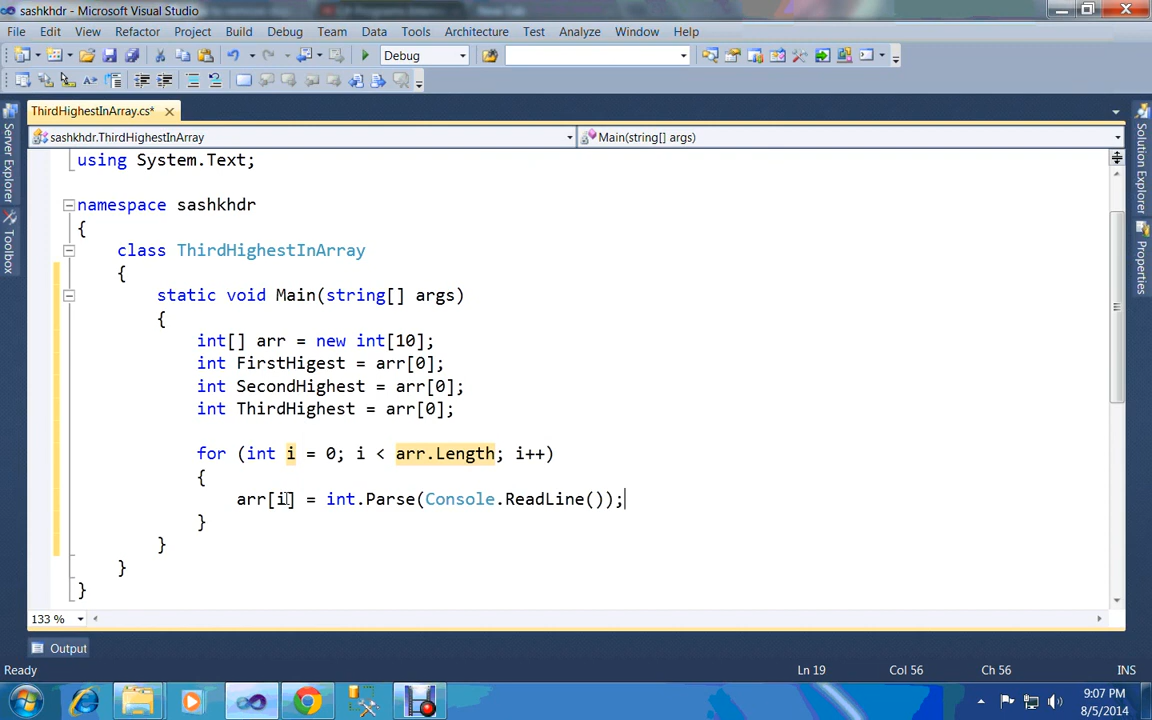 sashkhdr - Microsoft Visual Studio
File Edit View Refactor Project Build Debug Team Data Tools Architecture Test Analyze Window Help
Debug
ThirdHighestInArray.cs*
sashkhdr.ThirdHighestInArray Main(string[] args)
Server Explorer
Toolbox
Solution Explorer
Properties
using System.Text;
namespace sashkhdr
{
class ThirdHighestInArray
{
static void Main(string[] args)
{
int[] arr = new int[10];
int FirstHigest = arr[0];
int SecondHighest = arr[0];
int ThirdHighest = arr[0];
for (int i = 0; i < arr.Length; i++)
{
arr[i] = int.Parse(Console.ReadLine());
}
}
}
}
133 %
Output
Ready Ln 19 Col 56 Ch 56 INS
9:07 PM
8/5/2014